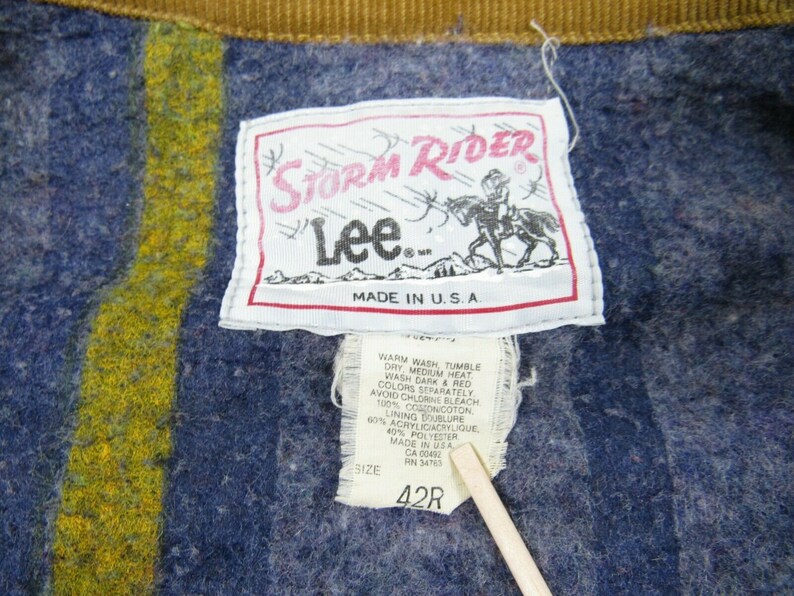 STORM RIDER®
Lee® MR
MADE IN U.S.A.
WARM WASH, TUMBLE
DRY, MEDIUM HEAT.
WASH DARK & RED
COLORS SEPARATELY.
AVOID CHLORINE BLEACH.
100% COTTON/COTON.
LINING DOUBLURE
60% ACRYLIC/ACRYLIQUE,
40% POLYESTER.
MADE IN U.S.A.
CA 00492
RN 34763
SIZE
42R